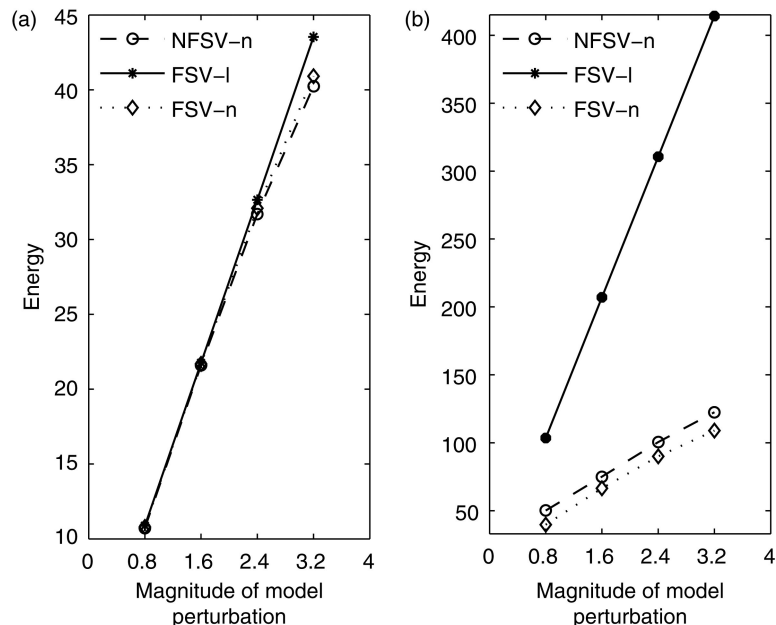 (a)
45
40
35
30
25
20
15
10
Energy
NFSV–n
FSV–l
FSV–n
0 0.8 1.6 2.4 3.2 4
Magnitude of model
perturbation
(b)
400
350
300
250
200
150
100
50
Energy
NFSV–n
FSV–l
FSV–n
0 0.8 1.6 2.4 3.2 4
Magnitude of model
perturbation